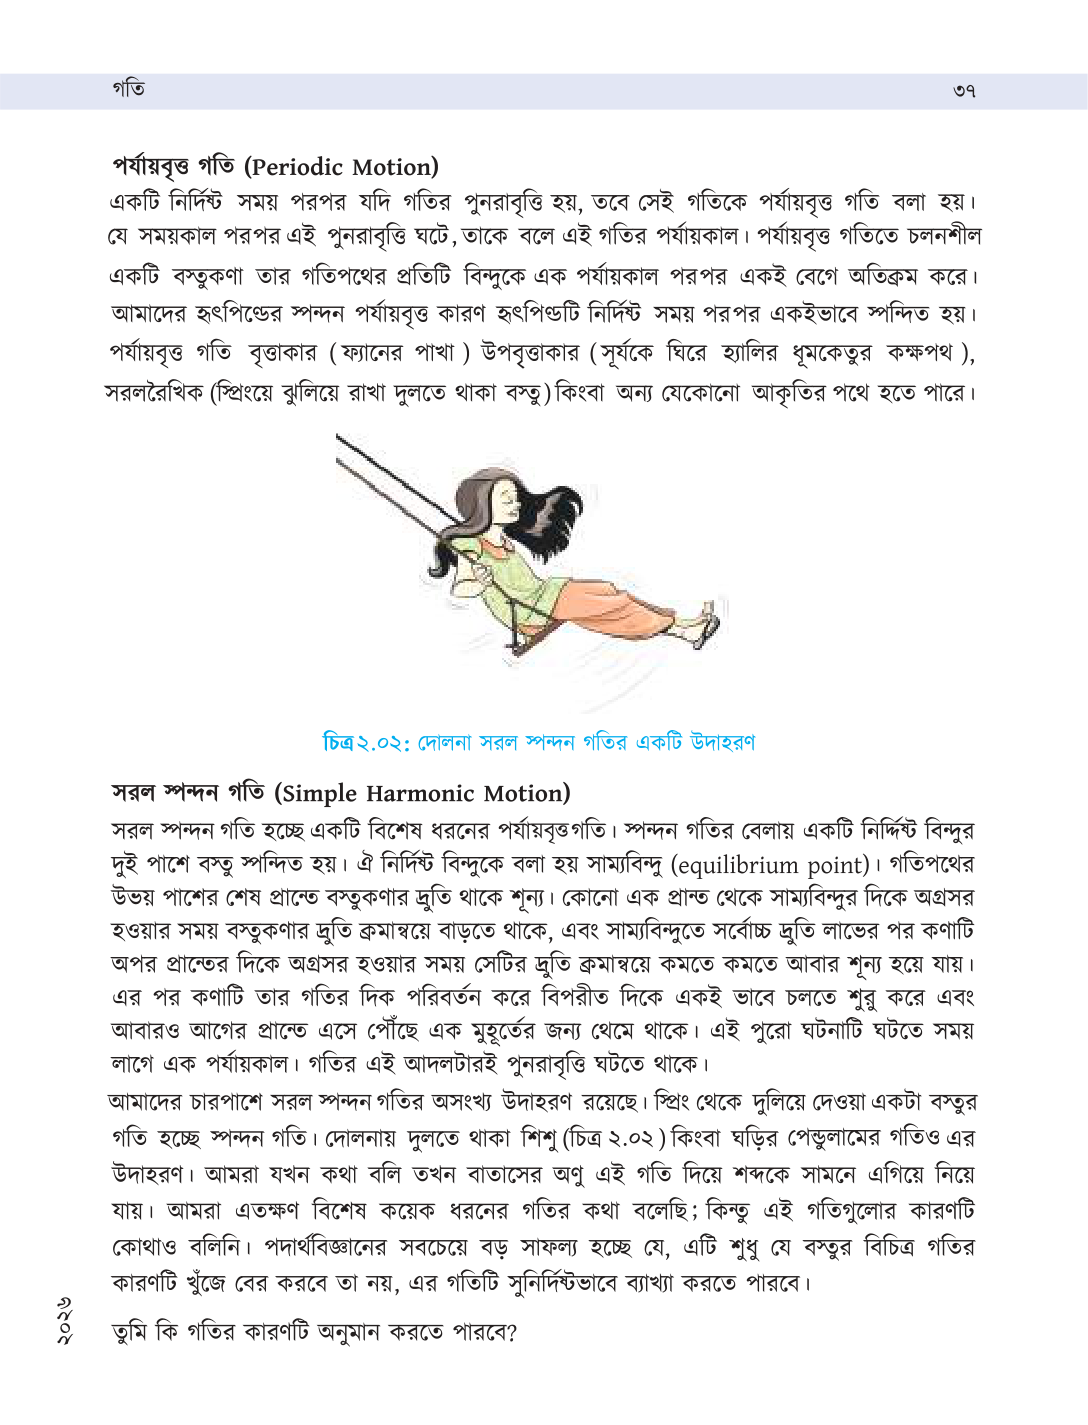 গতি ৩৭
পর্যায়বৃত্ত গতি (Periodic Motion)
একটি নির্দিষ্ট সময় পরপর যদি গতির পুনরাবৃত্তি হয়, তবে সেই গতিকে পর্যায়বৃত্ত গতি বলা হয়।
যে সময়কাল পরপর এই পুনরাবৃত্তি ঘটে, তাকে বলে এই গতির পর্যায়কাল। পর্যায়বৃত্ত গতিতে চলনশীল
একটি বস্তুকণা তার গতিপথের প্রতিটি বিন্দুকে এক পর্যায়কাল পরপর একই বেগে অতিক্রম করে।
আমাদের হৃৎপিণ্ডের স্পন্দন পর্যায়বৃত্ত কারণ হৃৎপিণ্ডটি নির্দিষ্ট সময় পরপর একইভাবে স্পন্দিত হয়।
পর্যায়বৃত্ত গতি বৃত্তাকার (ফ্যানের পাখা) উপবৃত্তাকার (সূর্যকে ঘিরে হ্যালির ধূমকেতুর কক্ষপথ),
সরলরৈখিক (স্প্রিংয়ে ঝুলিয়ে রাখা দুলতে থাকা বস্তু) কিংবা অন্য যেকোনো আকৃতির পথে হতে পারে।
চিত্র ২.০২: দোলনা সরল স্পন্দন গতির একটি উদাহরণ
সরল স্পন্দন গতি (Simple Harmonic Motion)
সরল স্পন্দন গতি হচ্ছে একটি বিশেষ ধরনের পর্যায়বৃত্ত গতি। স্পন্দন গতির বেলায় একটি নির্দ্দিষ্ট বিন্দুর
দুই পাশে বস্তু স্পন্দিত হয়। ঐ নির্দিষ্ট বিন্দুকে বলা হয় সাম্যবিন্দু (equilibrium point)। গতিপথের
উভয় পাশের শেষ প্রান্তে বস্তুকণার দ্রুতি থাকে শূন্য। কোনো এক প্রান্ত থেকে সাম্যবিন্দুর দিকে অগ্রসর
হওয়ার সময় বস্তুকণার দ্রুতি ক্রমান্বয়ে বাড়তে থাকে, এবং সাম্যবিন্দুতে সর্বোচ্চ দ্রুতি লাভের পর কণাটি
অপর প্রান্তের দিকে অগ্রসর হওয়ার সময় সেটির দ্রুতি ক্রমান্বয়ে কমতে কমতে আবার শূন্য হয়ে যায়।
এর পর কণাটি তার গতির দিক পরিবর্তন করে বিপরীত দিকে একই ভাবে চলতে শুরু করে এবং
আবারও আগের প্রান্তে এসে পৌঁছে এক মুহূর্তের জন্য থেমে থাকে। এই পুরো ঘটনাটি ঘটতে সময়
লাগে এক পর্যায়কাল। গতির এই আদলটারই পুনরাবৃত্তি ঘটতে থাকে।
আমাদের চারপাশে সরল স্পন্দন গতির অসংখ্য উদাহরণ রয়েছে। স্প্রিং থেকে দুলিয়ে দেওয়া একটা বস্তুর
গতি হচ্ছে স্পন্দন গতি। দোলনায় দুলতে থাকা শিশু (চিত্র ২.০২) কিংবা ঘড়ির পেন্ডুলামের গতিও এর
উদাহরণ। আমরা যখন কথা বলি তখন বাতাসের অণু এই গতি দিয়ে শব্দকে সামনে এগিয়ে নিয়ে
যায়। আমরা এতক্ষণ বিশেষ কয়েক ধরনের গতির কথা বলেছি; কিন্তু এই গতিগুলোর কারণটি
কোথাও বলিনি। পদার্থবিজ্ঞানের সবচেয়ে বড় সাফল্য হচ্ছে যে, এটি শুধু যে বস্তুর বিচিত্র গতির
কারণটি খুঁজে বের করবে তা নয়, এর গতিটি সুনির্দিষ্টভাবে ব্যাখ্যা করতে পারবে।
তুমি কি গতির কারণটি অনুমান করতে পারবে?
২০২৬